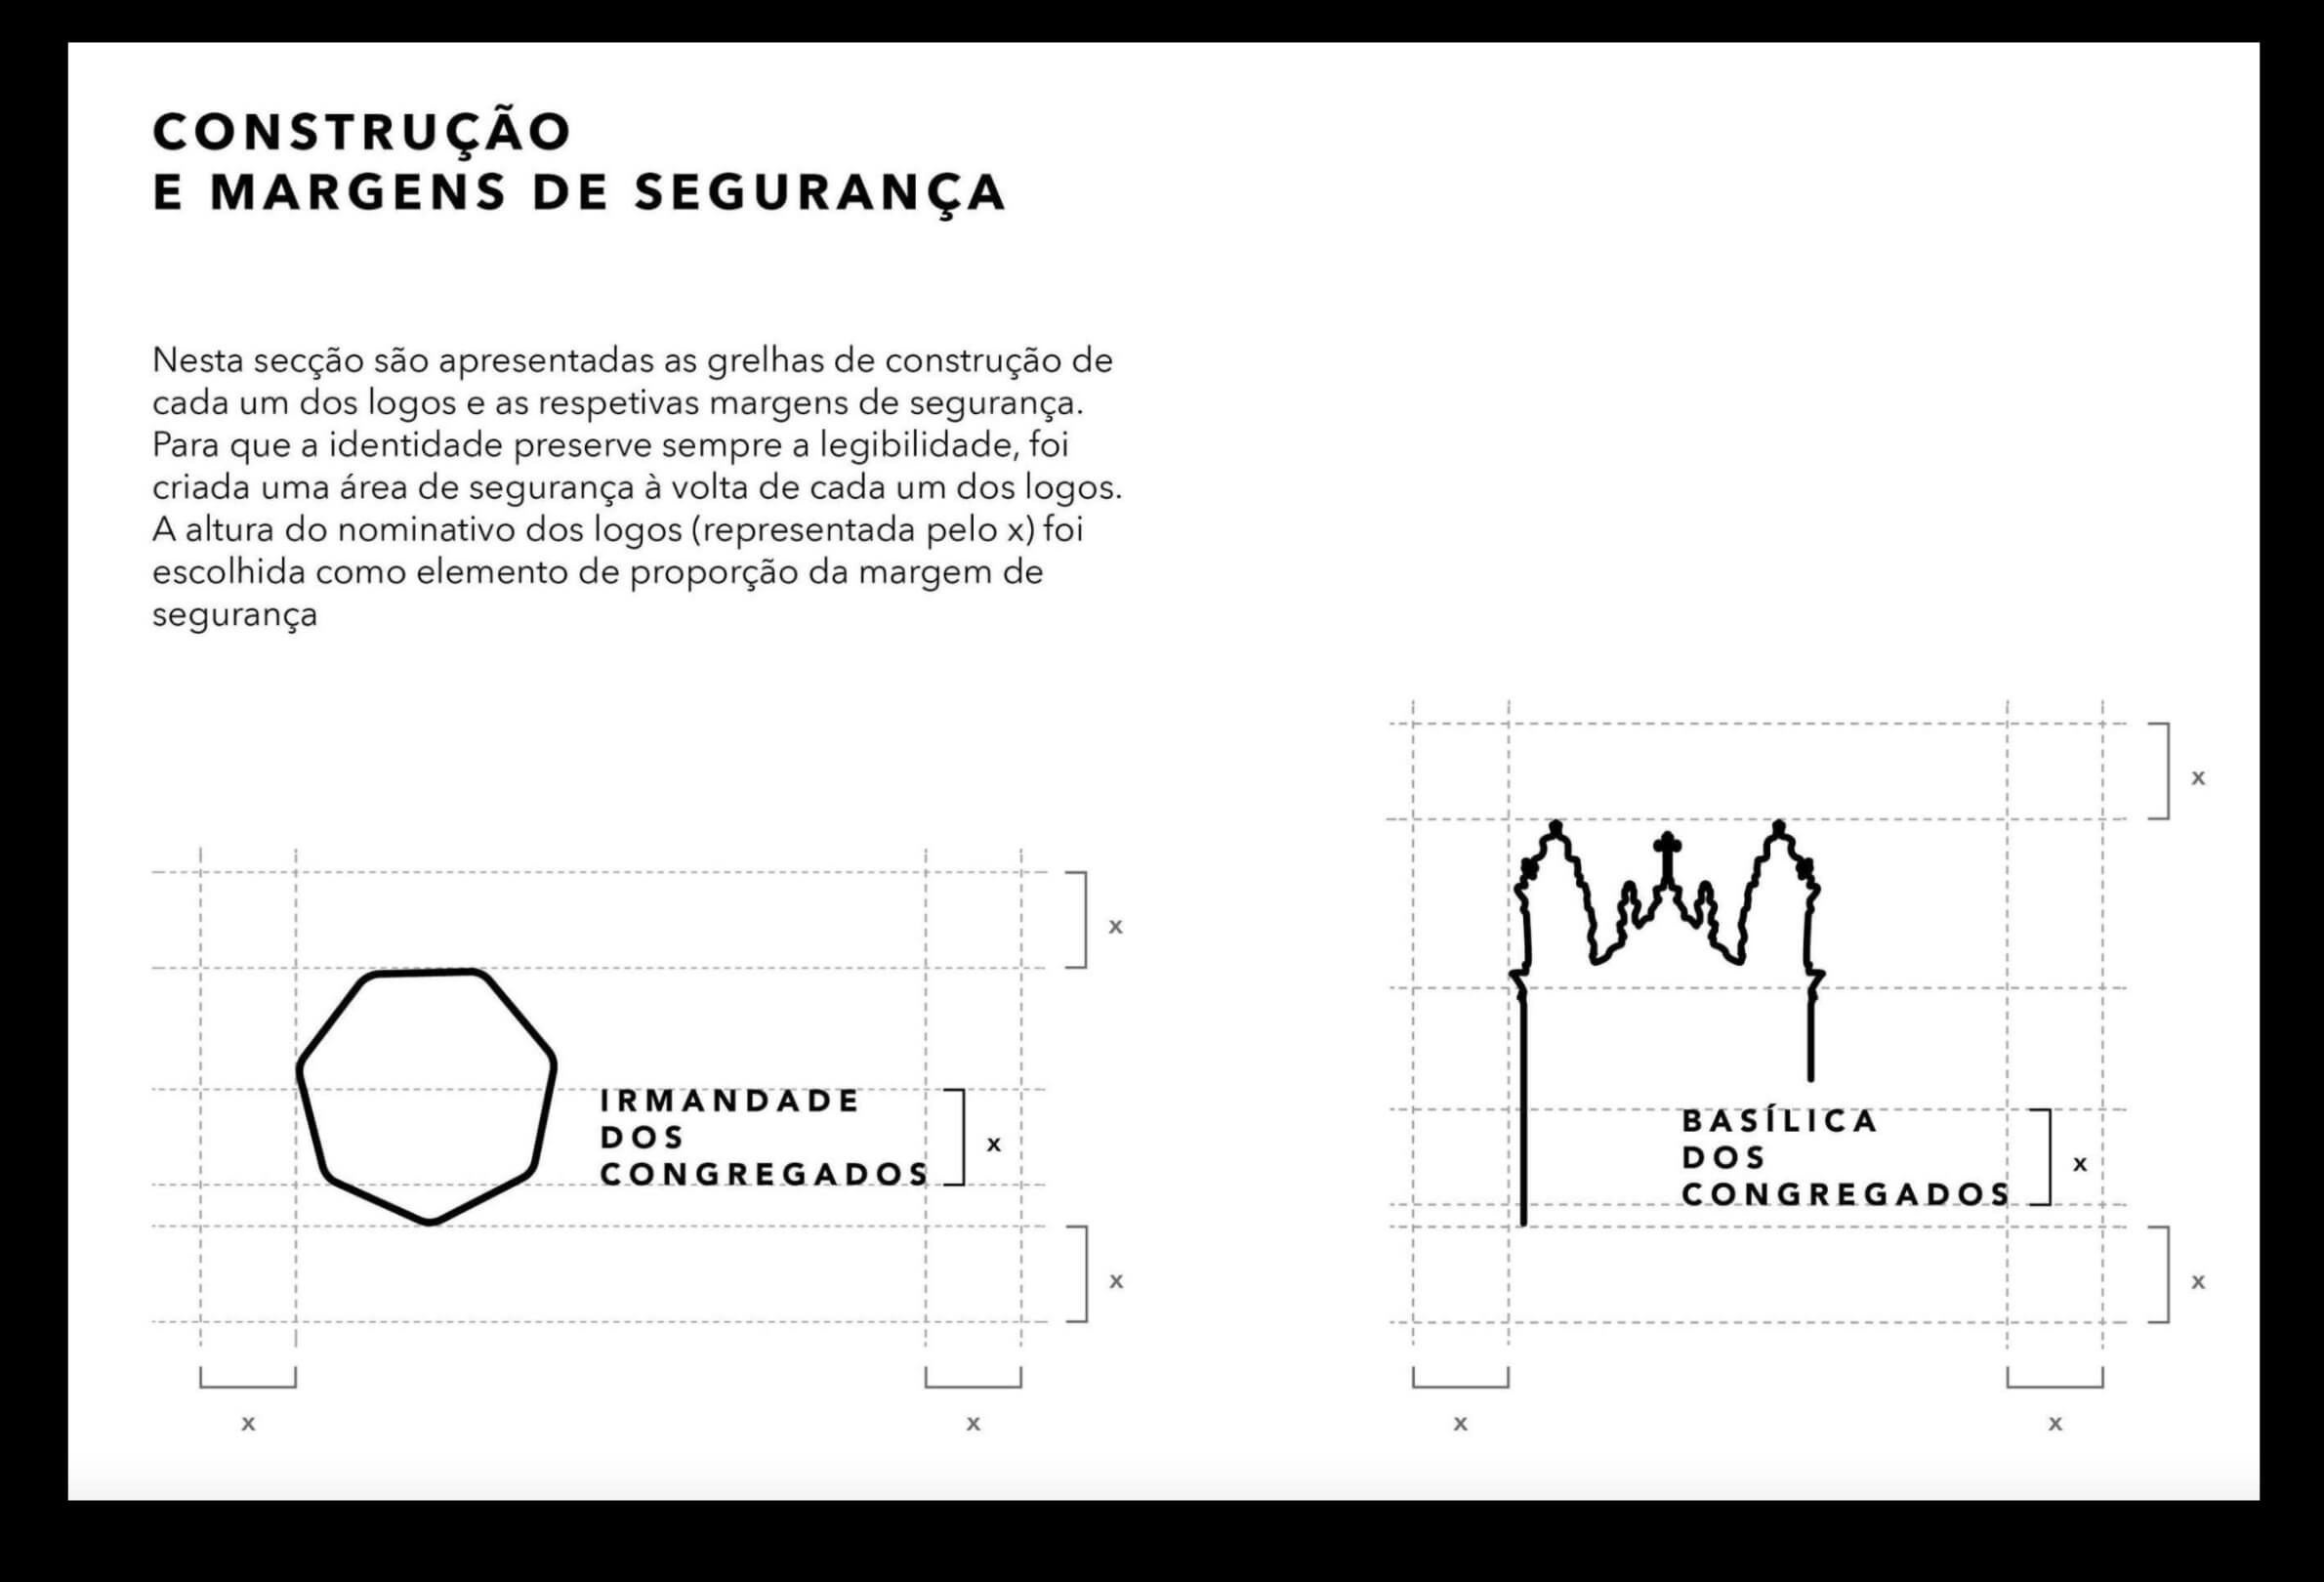 CONSTRUÇÃO
E MARGENS DE SEGURANÇA
Nesta secção são apresentadas as grelhas de construção de
cada um dos logos e as respetivas margens de segurança.
Para que a identidade preserve sempre a legibilidade, foi
criada uma área de segurança à volta de cada um dos logos.
A altura do nominativo dos logos (representada pelo x) foi
escolhida como elemento de proporção da margem de
segurança
x
IRMANDADE
DOS
CONGREGADOS
x
x
x
x
x
BASÍLICA
DOS
CONGREGADOS
x
x
x
x